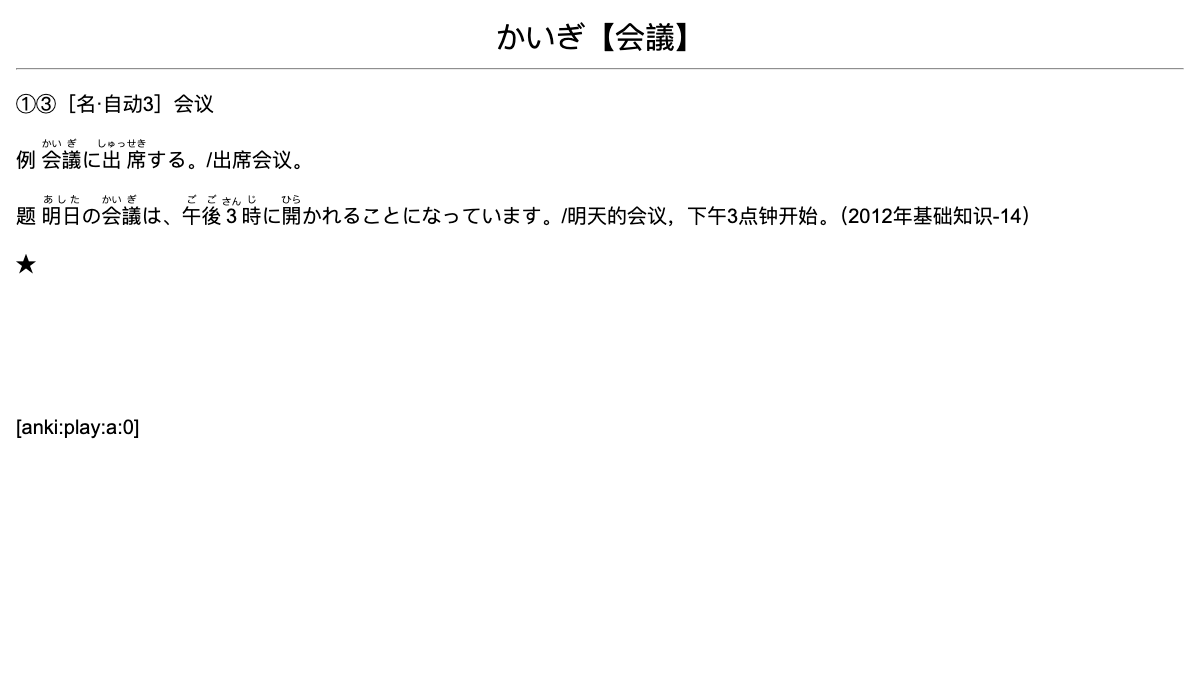 かいぎ【会議】
①③［名·自动3］会议
かい ぎ しゅっせき
例 会議に出席する。/出席会议。
あした かい ぎ ご ご さん じ ひら
题 明日の会議は、午後3時に開かれることになっています。/明天的会议，下午3点钟开始。（2012年基础知识-14）
★
[anki:play:a:0]